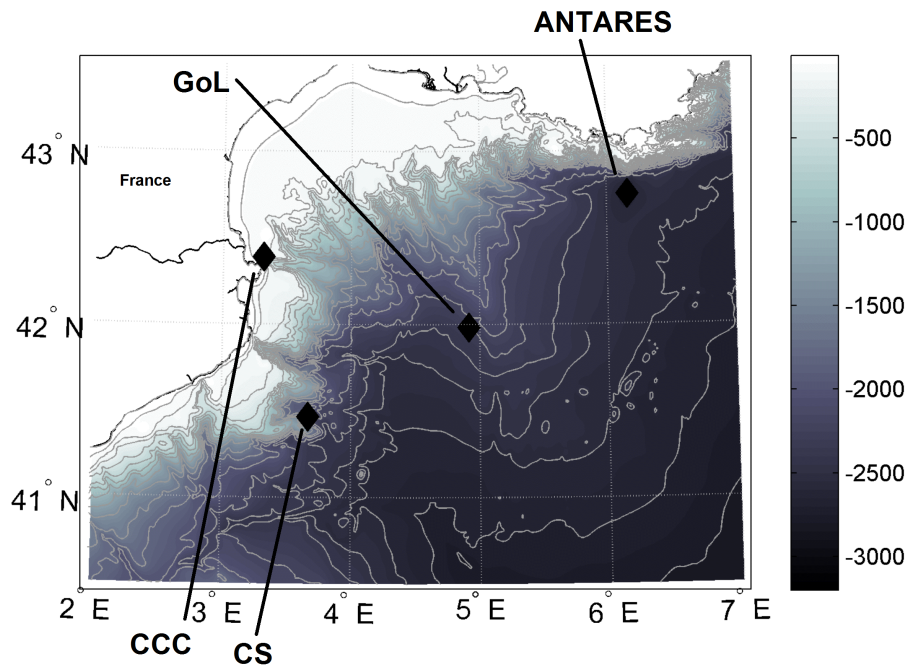 ANTARES
GoL
43° N
France
42° N
41° N
2° E
3° E
4° E
5° E
6° E
7° E
CCC
CS
-500
-1000
-1500
-2000
-2500
-3000